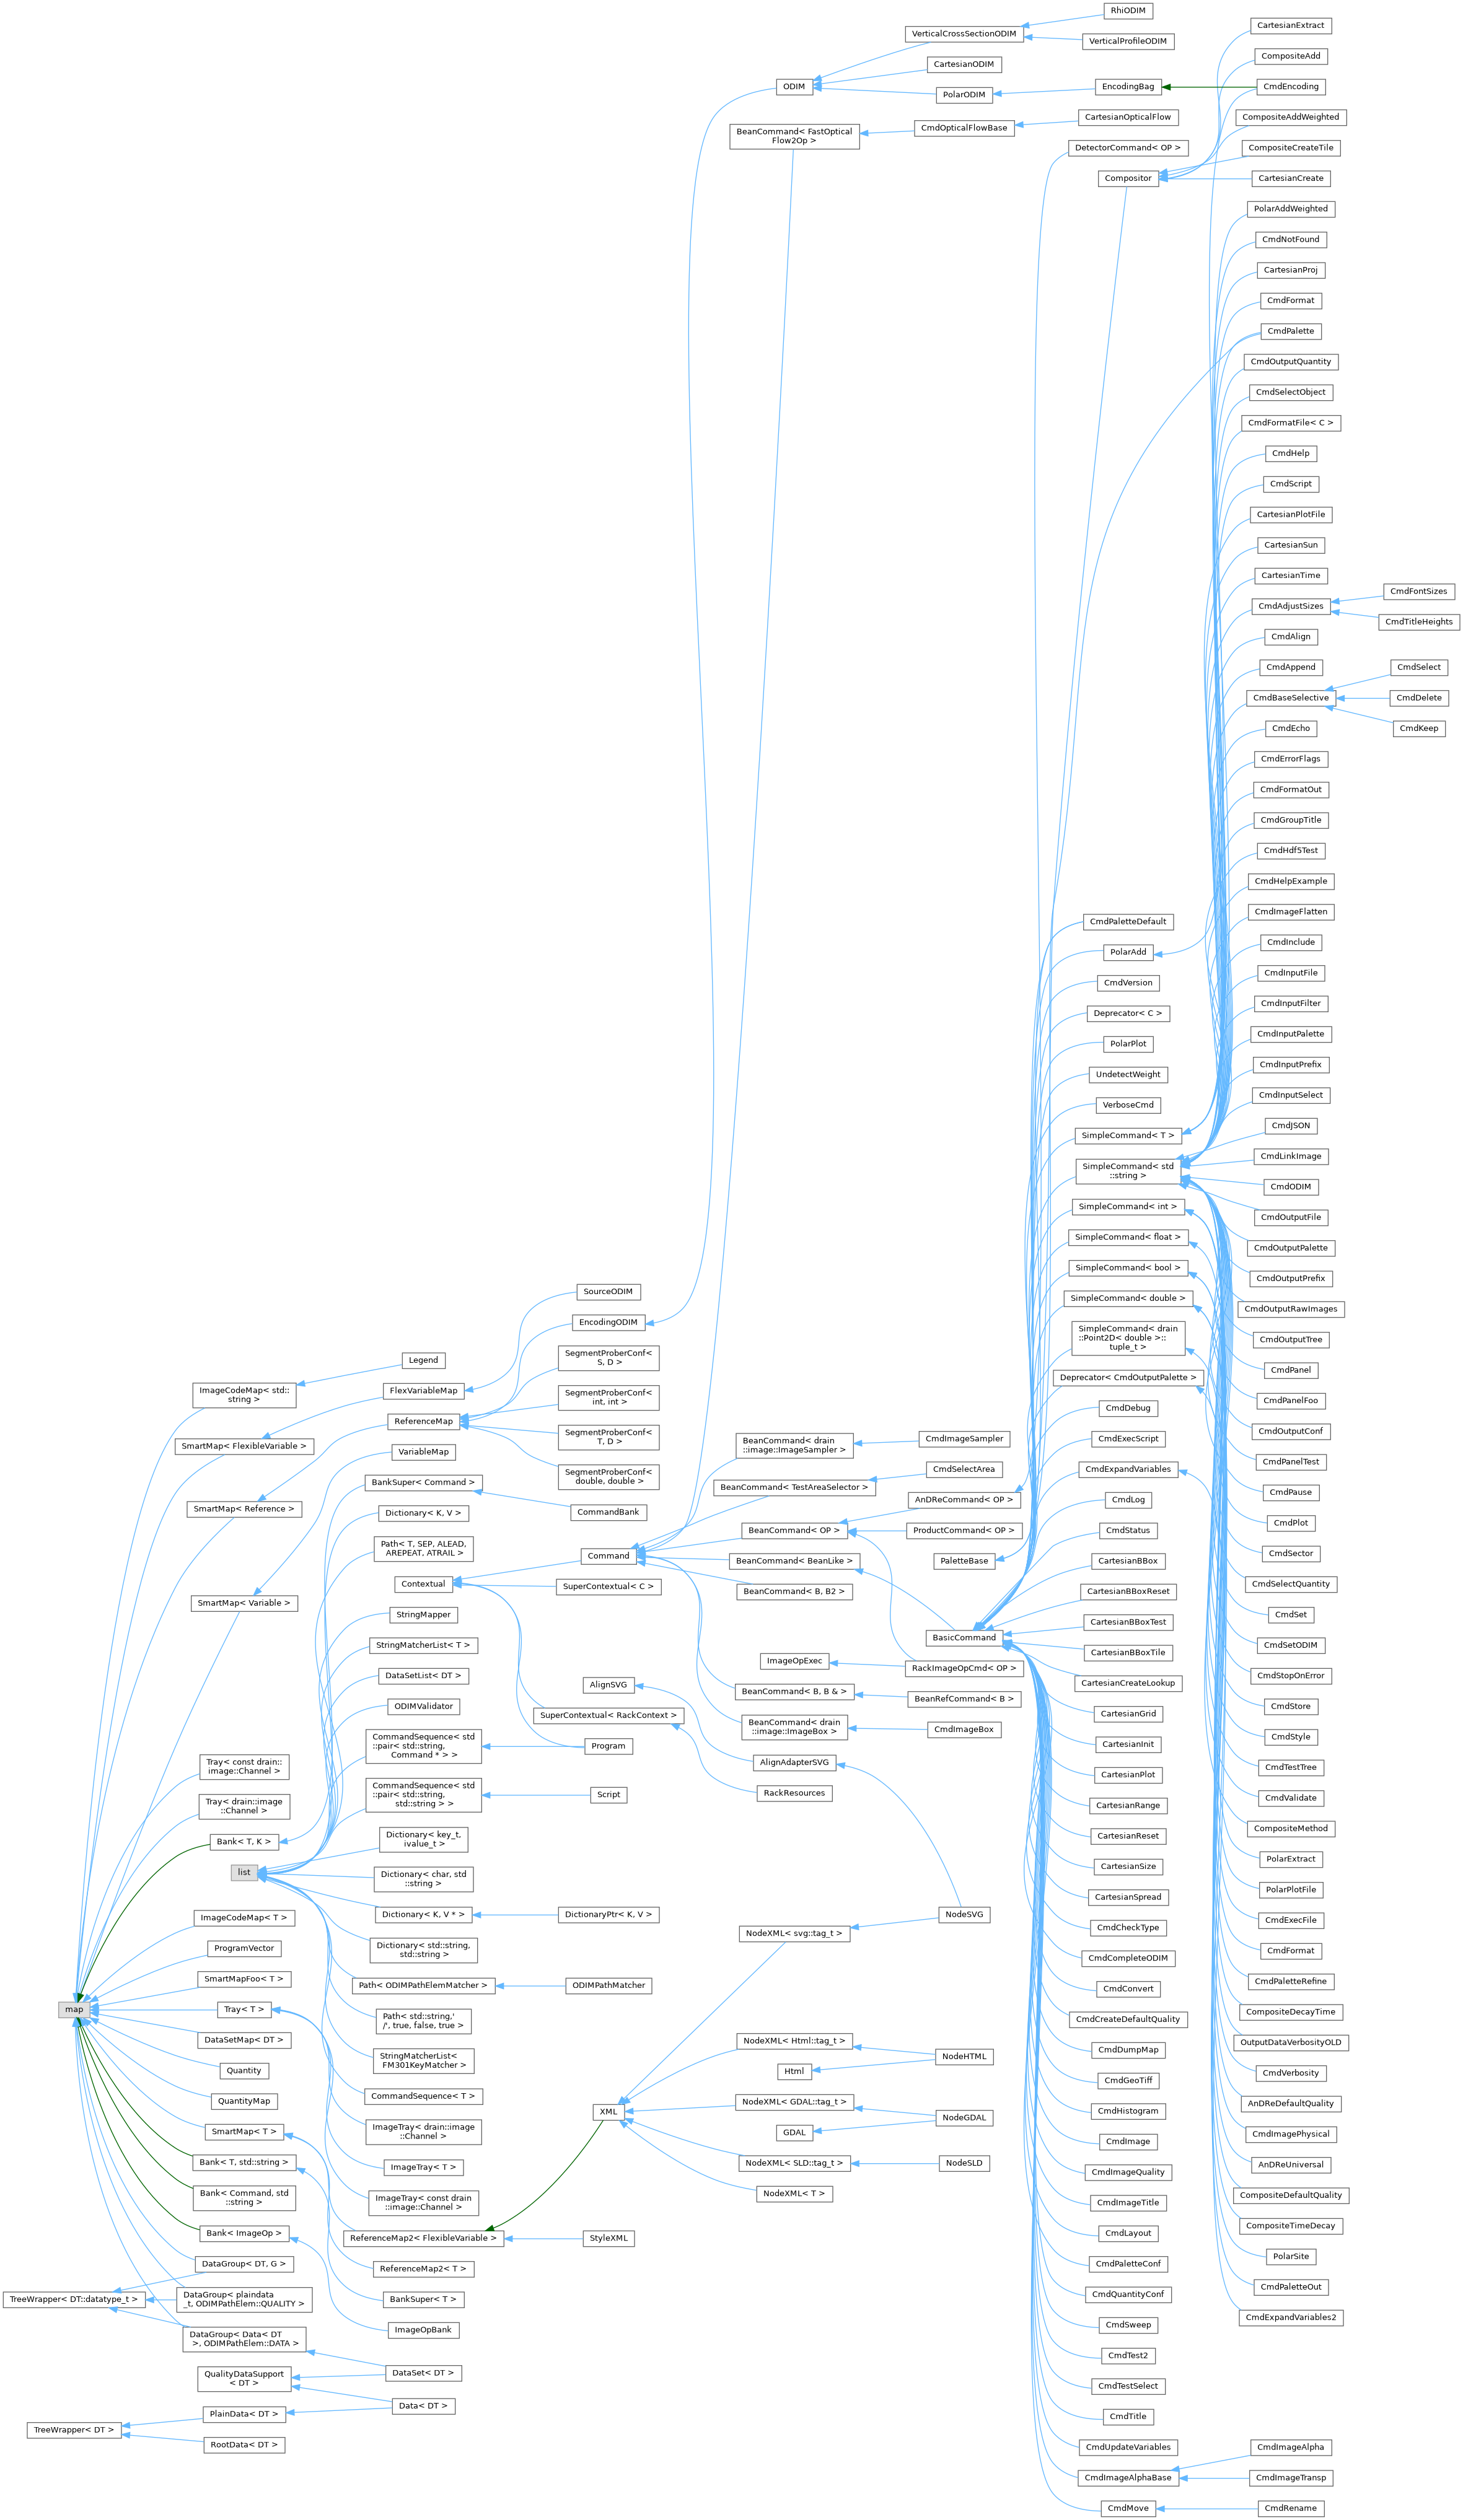 RhiODIM
VerticalCrossSectionODIM
VerticalProfileODIM
CartesianODIM
ODIM
PolarODIM
EncodingBag
BeanCommand< FastOptical
Flow2Op >
CmdOpticalFlowBase
CartesianOpticalFlow
DetectorCommand< OP >
Compositor
CartesianExtract
CompositeAdd
CmdEncoding
CompositeAddWeighted
CompositeCreateTile
CartesianCreate
PolarAddWeighted
CmdNotFound
CartesianProj
CmdFormat
CmdPalette
CmdOutputQuantity
CmdSelectObject
CmdFormatFile< C >
CmdHelp
CmdScript
CartesianPlotFile
CartesianSun
CartesianTime
CmdAdjustSizes
CmdFontSizes
CmdTitleHeights
CmdAlign
CmdAppend
CmdBaseSelective
CmdSelect
CmdDelete
CmdKeep
CmdEcho
CmdErrorFlags
CmdFormatOut
CmdGroupTitle
CmdHdf5Test
CmdHelpExample
CmdImageFlatten
CmdInclude
CmdInputFile
CmdInputFilter
CmdInputPalette
CmdInputPrefix
CmdInputSelect
CmdJSON
CmdLinkImage
CmdODIM
CmdOutputFile
CmdOutputPalette
CmdOutputPrefix
CmdOutputRawImages
CmdOutputTree
CmdPanel
CmdPanelFoo
CmdOutputConf
CmdPanelTest
CmdPause
CmdPlot
CmdSector
CmdSelectQuantity
CmdSet
CmdSetODIM
CmdStopOnError
CmdStore
CmdStyle
CmdTestTree
CmdValidate
CompositeMethod
PolarExtract
PolarPlotFile
CmdExecFile
CmdFormat
CmdPaletteRefine
CompositeDecayTime
OutputDataVerbosityOLD
CmdVerbosity
AnDReDefaultQuality
CmdImagePhysical
AnDReUniversal
CompositeDefaultQuality
CompositeTimeDecay
PolarSite
CmdPaletteOut
CmdExpandVariables2
CmdPaletteDefault
PolarAdd
CmdVersion
Deprecator< C >
PolarPlot
UndetectWeight
VerboseCmd
SimpleCommand< T >
SimpleCommand< std
::string >
SimpleCommand< int >
SimpleCommand< float >
SimpleCommand< bool >
SimpleCommand< double >
SimpleCommand< drain
::Point2D< double >::
tuple_t >
Deprecator< CmdOutputPalette >
CmdDebug
CmdExecScript
CmdExpandVariables
CmdLog
CmdStatus
CartesianBBox
CartesianBBoxReset
CartesianBBoxTest
CartesianBBoxTile
CartesianCreateLookup
CartesianGrid
CartesianInit
CartesianPlot
CartesianRange
CartesianReset
CartesianSize
CartesianSpread
CmdCheckType
CmdCompleteODIM
CmdConvert
CmdCreateDefaultQuality
CmdDumpMap
CmdGeoTiff
CmdHistogram
CmdImage
CmdImageQuality
CmdImageTitle
CmdLayout
CmdPaletteConf
CmdQuantityConf
CmdSweep
CmdTest2
CmdTestSelect
CmdTitle
CmdUpdateVariables
CmdImageAlphaBase
CmdImageAlpha
CmdImageTransp
CmdMove
CmdRename
SourceODIM
EncodingODIM
Legend
ImageCodeMap< std::
string >
FlexVariableMap
SegmentProberConf<
S, D >
SegmentProberConf<
int, int >
ReferenceMap
SmartMap< FlexibleVariable >
SegmentProberConf<
T, D >
VariableMap
SegmentProberConf<
double, double >
BankSuper< Command >
SmartMap< Reference >
CommandBank
Dictionary< K, V >
Path< T, SEP, ALEAD,
AREPEAT, ATRAIL >
Command
Contextual
SuperContextual< C >
SmartMap< Variable >
StringMapper
StringMatcherList< T >
DataSetList< DT >
AlignSVG
ODIMValidator
SuperContextual< RackContext >
CommandSequence< std
::pair< std::string,
Command * > >
Program
Tray< const drain::
image::Channel >
CommandSequence< std
::pair< std::string,
std::string > >
Script
Tray< drain::image
::Channel >
Bank< T, K >
Dictionary< key_t,
ivalue_t >
list
Dictionary< char, std
::string >
Dictionary< K, V * >
DictionaryPtr< K, V >
ImageCodeMap< T >
ProgramVector
Dictionary< std::string,
std::string >
SmartMapFoo< T >
Path< ODIMPathElemMatcher >
ODIMPathMatcher
map
Tray< T >
Path< std::string,'
/', true, false, true >
DataSetMap< DT >
StringMatcherList<
FM301KeyMatcher >
Quantity
QuantityMap
CommandSequence< T >
SmartMap< T >
ImageTray< drain::image
::Channel >
Bank< T, std::string >
ImageTray< T >
Bank< Command, std
::string >
ImageTray< const drain
::image::Channel >
Bank< ImageOp >
ReferenceMap2< FlexibleVariable >
StyleXML
DataGroup< DT, G >
ReferenceMap2< T >
TreeWrapper< DT::datatype_t >
DataGroup< plaindata
_t, ODIMPathElem::QUALITY >
BankSuper< T >
ImageOpBank
DataGroup< Data< DT
>, ODIMPathElem::DATA >
QualityDataSupport
< DT >
DataSet< DT >
PlainData< DT >
Data< DT >
TreeWrapper< DT >
RootData< DT >
BeanCommand< drain
::image::ImageSampler >
CmdImageSampler
BeanCommand< TestAreaSelector >
CmdSelectArea
AnDReCommand< OP >
BeanCommand< OP >
ProductCommand< OP >
BeanCommand< BeanLike >
PaletteBase
BeanCommand< B, B2 >
BasicCommand
ImageOpExec
RackImageOpCmd< OP >
BeanCommand< B, B & >
BeanRefCommand< B >
BeanCommand< drain
::image::ImageBox >
CmdImageBox
AlignAdapterSVG
RackResources
NodeXML< svg::tag_t >
NodeSVG
NodeXML< Html::tag_t >
NodeHTML
Html
XML
NodeXML< GDAL::tag_t >
NodeGDAL
GDAL
NodeXML< SLD::tag_t >
NodeSLD
NodeXML< T >